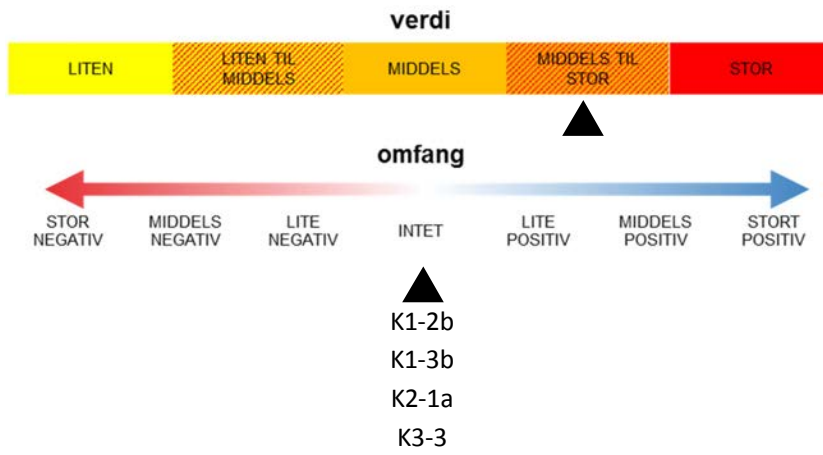 verdi
LITEN
LITEN TIL
MIDDELS
MIDDELS
MIDDELS TIL
STOR
STOR
omfang
STOR
NEGATIV
MIDDELS
NEGATIV
LITE
NEGATIV
INTET
LITE
POSITIV
MIDDELS
POSITIV
STORT
POSITIV
K1-2b
K1-3b
K2-1a
K3-3